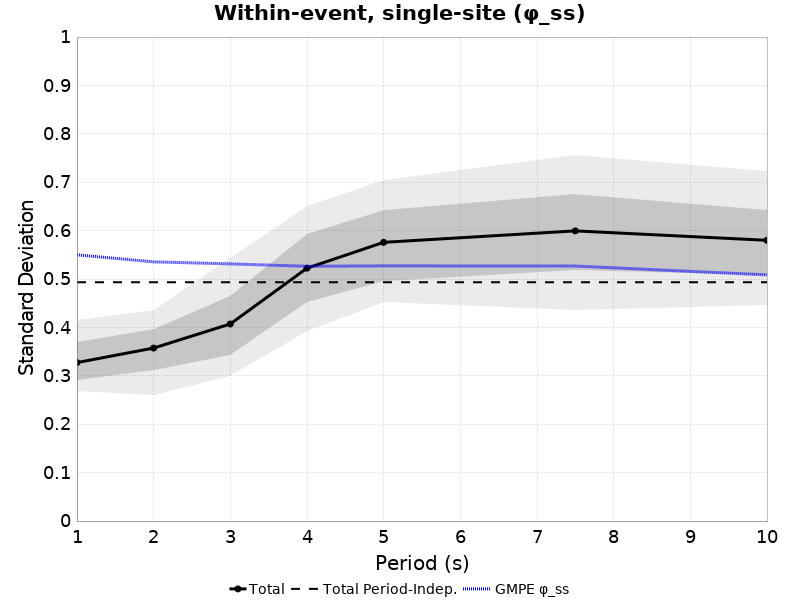 Within-event, single-site (φ_ss)
1
0.9
0.8
0.7
0.6
0.5
0.4
0.3
0.2
0.1
0
Standard Deviation
1 2 3 4 5 6 7 8 9 10
Period (s)
Total Total Period-Indep. GMPE φ_ss